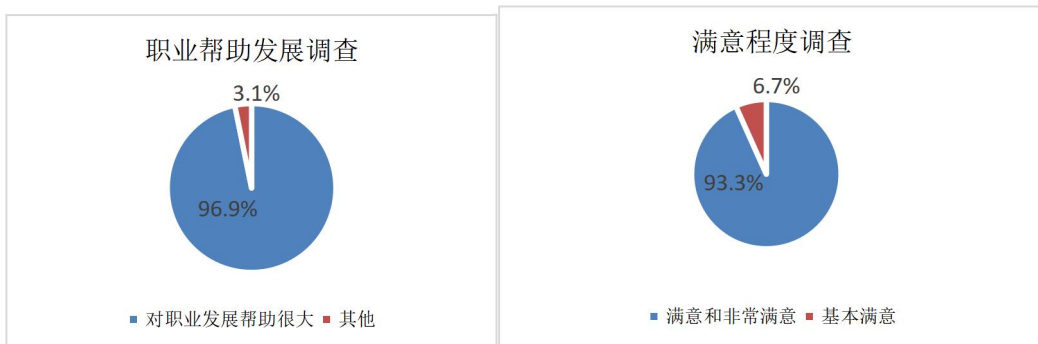 职业帮助发展调查
3.1%
96.9%
对职业发展帮助很大 其他
满意程度调查
6.7%
93.3%
满意和非常满意 基本满意